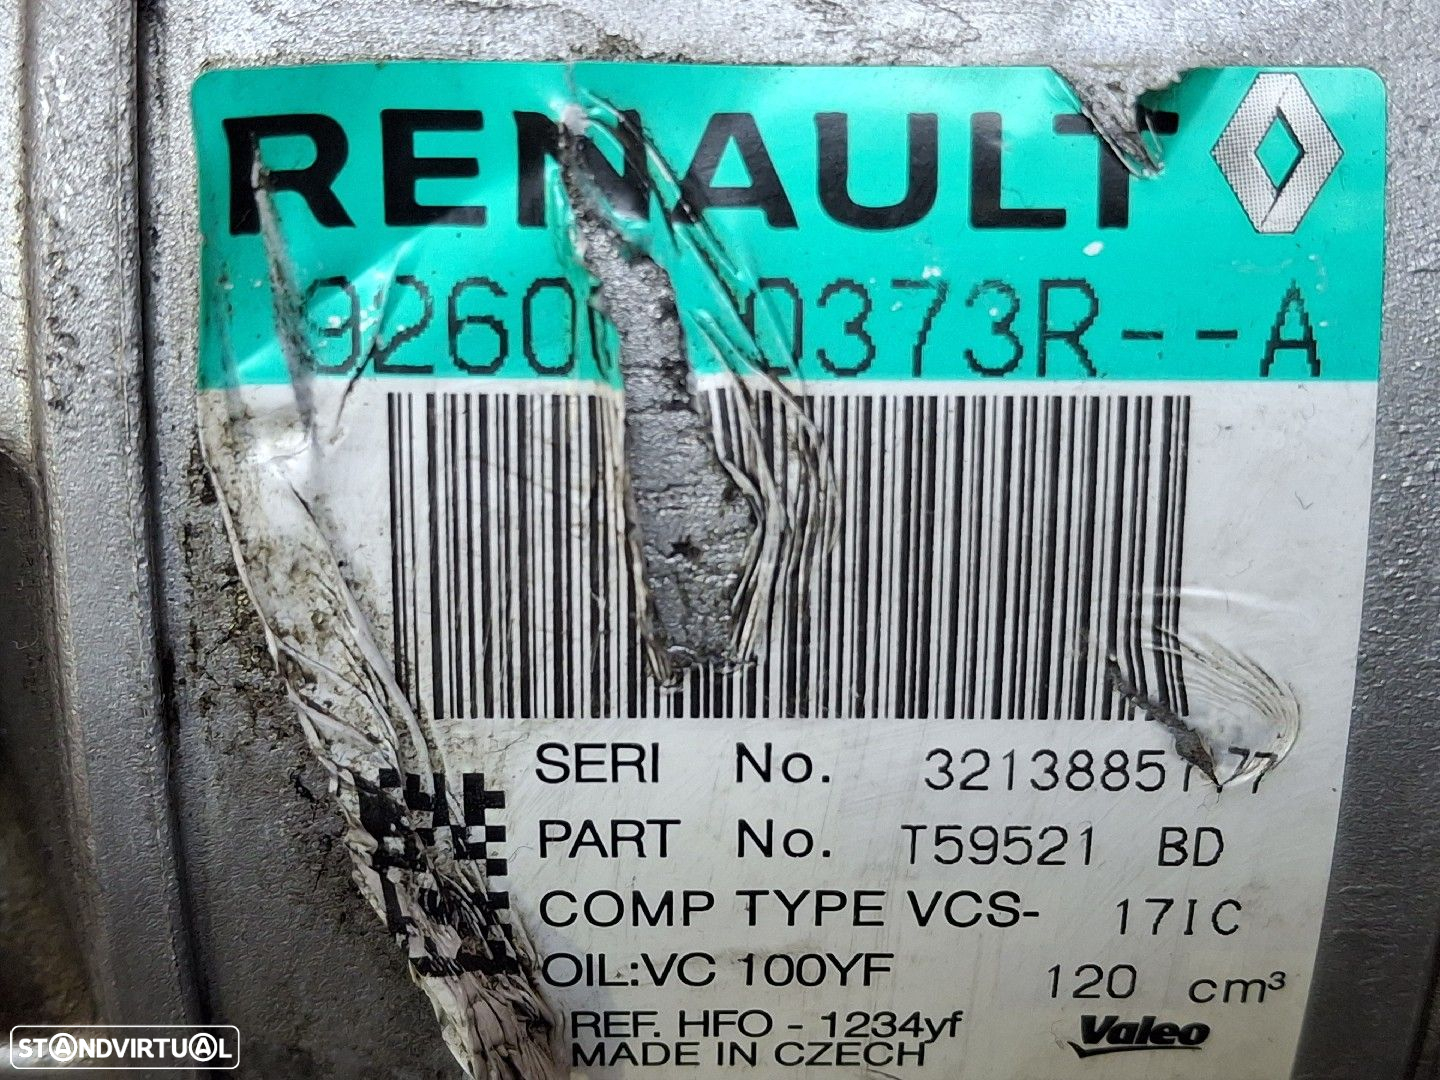 RENAULT
SERI No.
PART No. T59521 BD
COMP TYPE VCS- 17IC
OIL:VC 100YF 120 cm³
REF. HFO - 1234yf
MADE IN CZECH
Valeo
STANDVIRTUAL